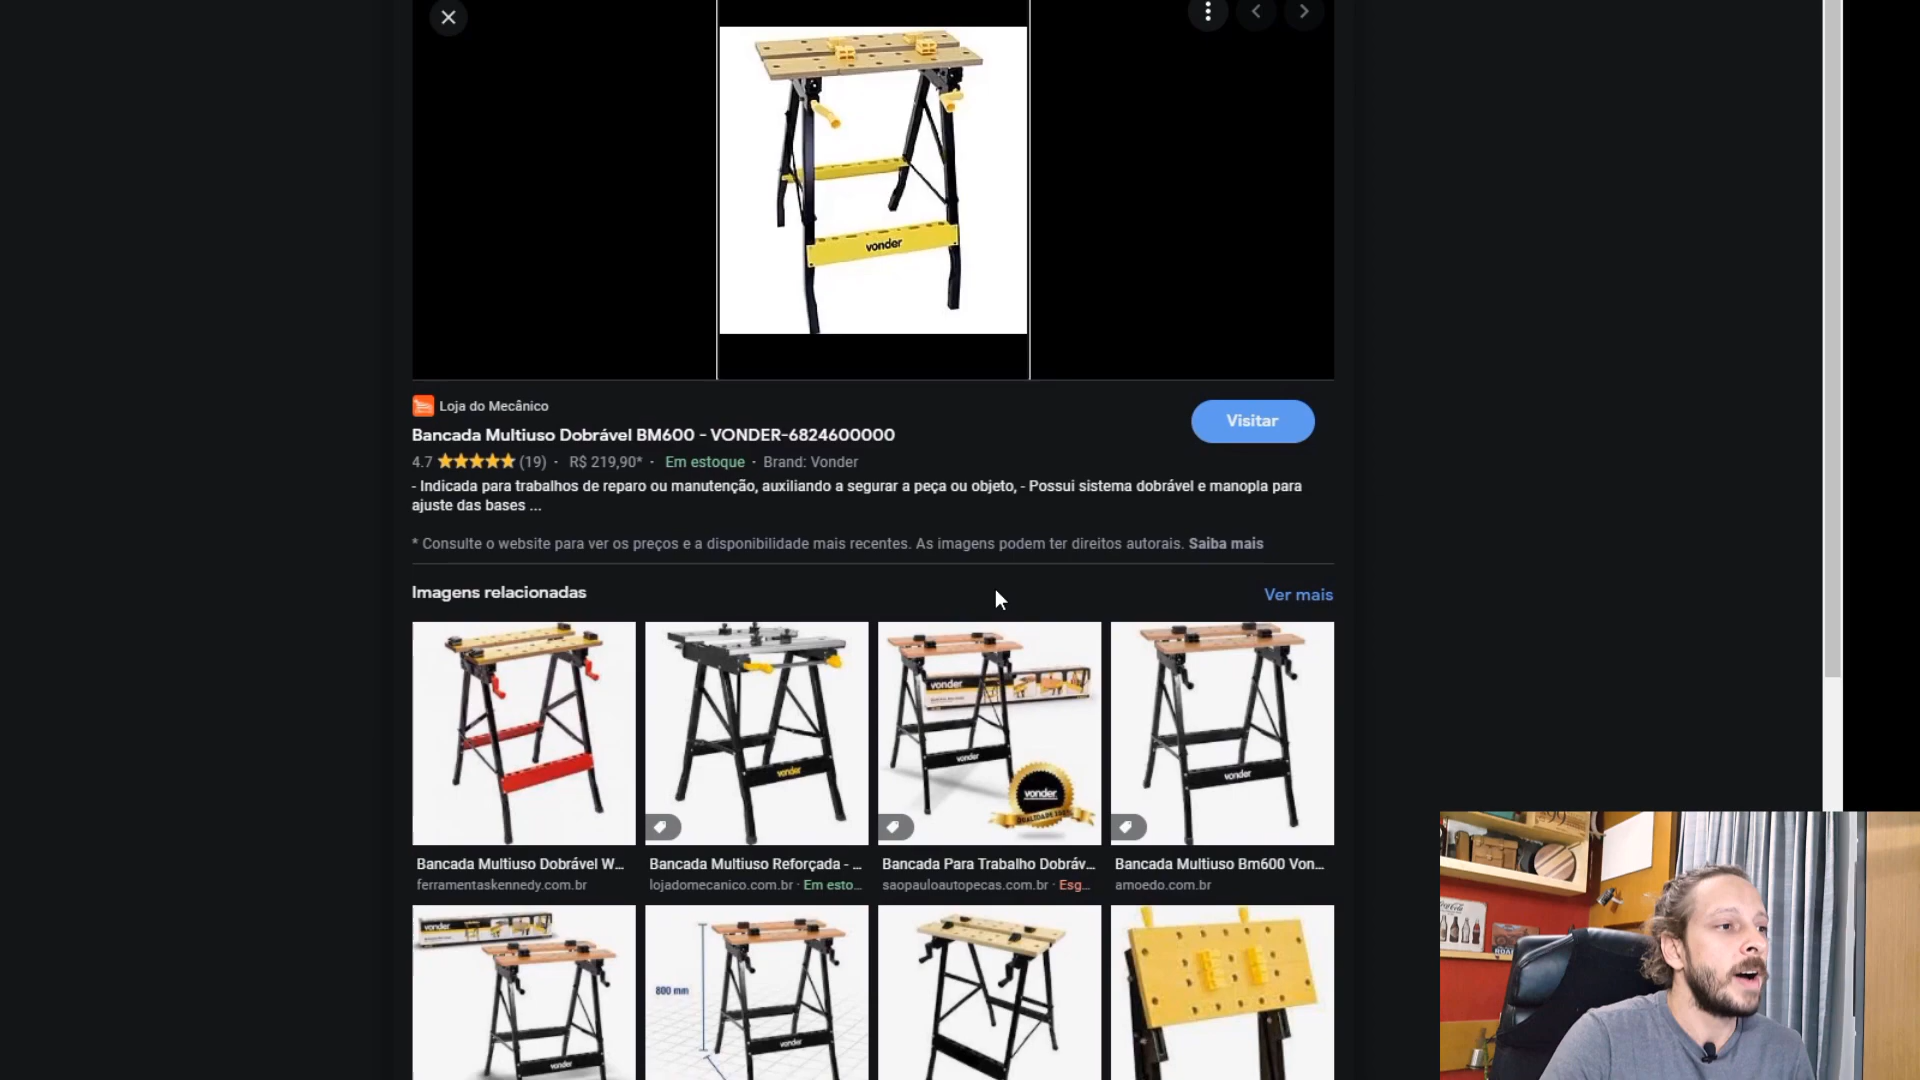 vonder
Loja do Mecânico
Visitar
Bancada Multiuso Dobrável BM600 - VONDER-6824600000
4.7 (19) · R$ 219,90* · Em estoque · Brand: Vonder
- Indicada para trabalhos de reparo ou manutenção, auxiliando a segurar a peça ou objeto, - Possui sistema dobrável e manopla para
ajuste das bases ...
* Consulte o website para ver os preços e a disponibilidade mais recentes. As imagens podem ter direitos autorais. Saiba mais
Imagens relacionadas
Ver mais
vonder
vonder
vonder
vonder
vonder
Bancada Multiuso Dobrável W...
ferramentaskennedy.com.br
Bancada Multiuso Reforçada - ...
lojadomecanico.com.br · Em esto...
Bancada Para Trabalho Dobráv...
saopauloautopecas.com.br · Esg...
Bancada Multiuso Bm600 Von...
amoedo.com.br
vonder
vonder
800 mm
vonder
Coca-Cola